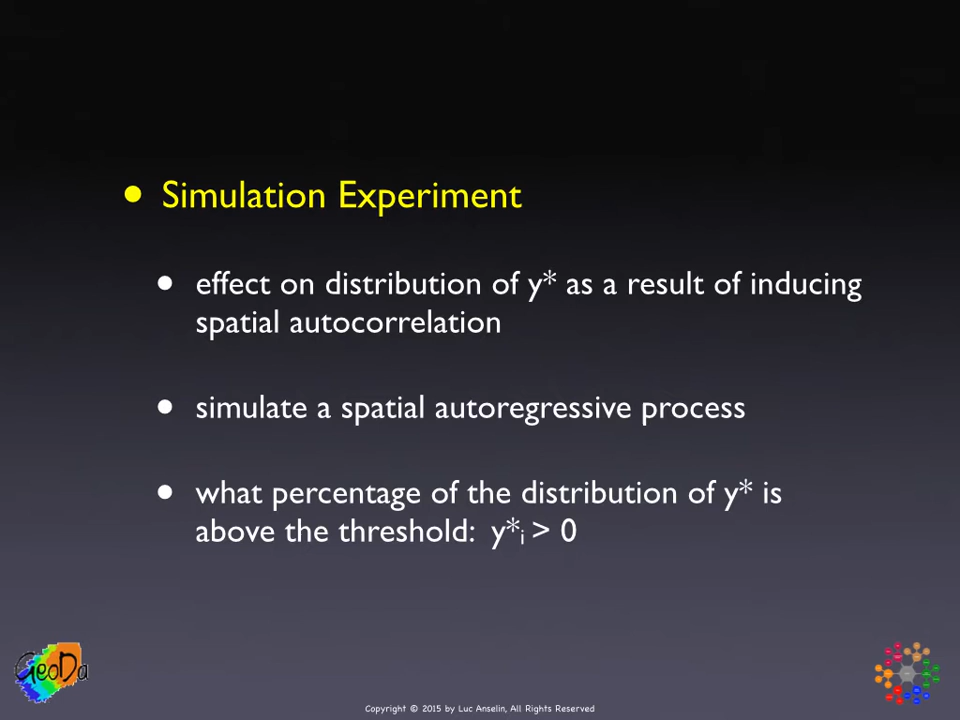 • Simulation Experiment
• effect on distribution of y* as a result of inducing
spatial autocorrelation
• simulate a spatial autoregressive process
• what percentage of the distribution of y* is
above the threshold: y*i > 0
GeoDa
Copyright © 2015 by Luc Anselin, All Rights Reserved